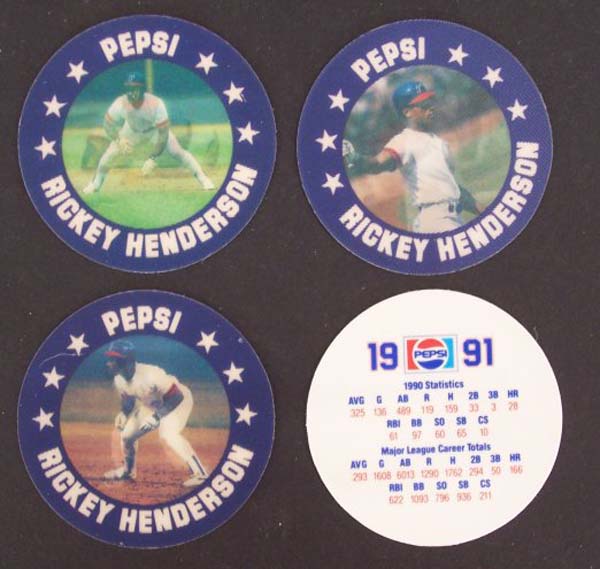 PEPSI
RICKEY HENDERSON
PEPSI
RICKEY HENDERSON
PEPSI
RICKEY HENDERSON
19 PEPSI 91
1990 Statistics
AVG G AB R H 2B 3B HR
325 136 489 119 159 33 3 28
RBI BB SO SB CS
61 97 60 65 10
Major League Career Totals
AVG G AB R H 2B 3B HR
293 1608 6013 1290 1762 294 50 166
RBI BB SO SB CS
622 1093 796 936 211